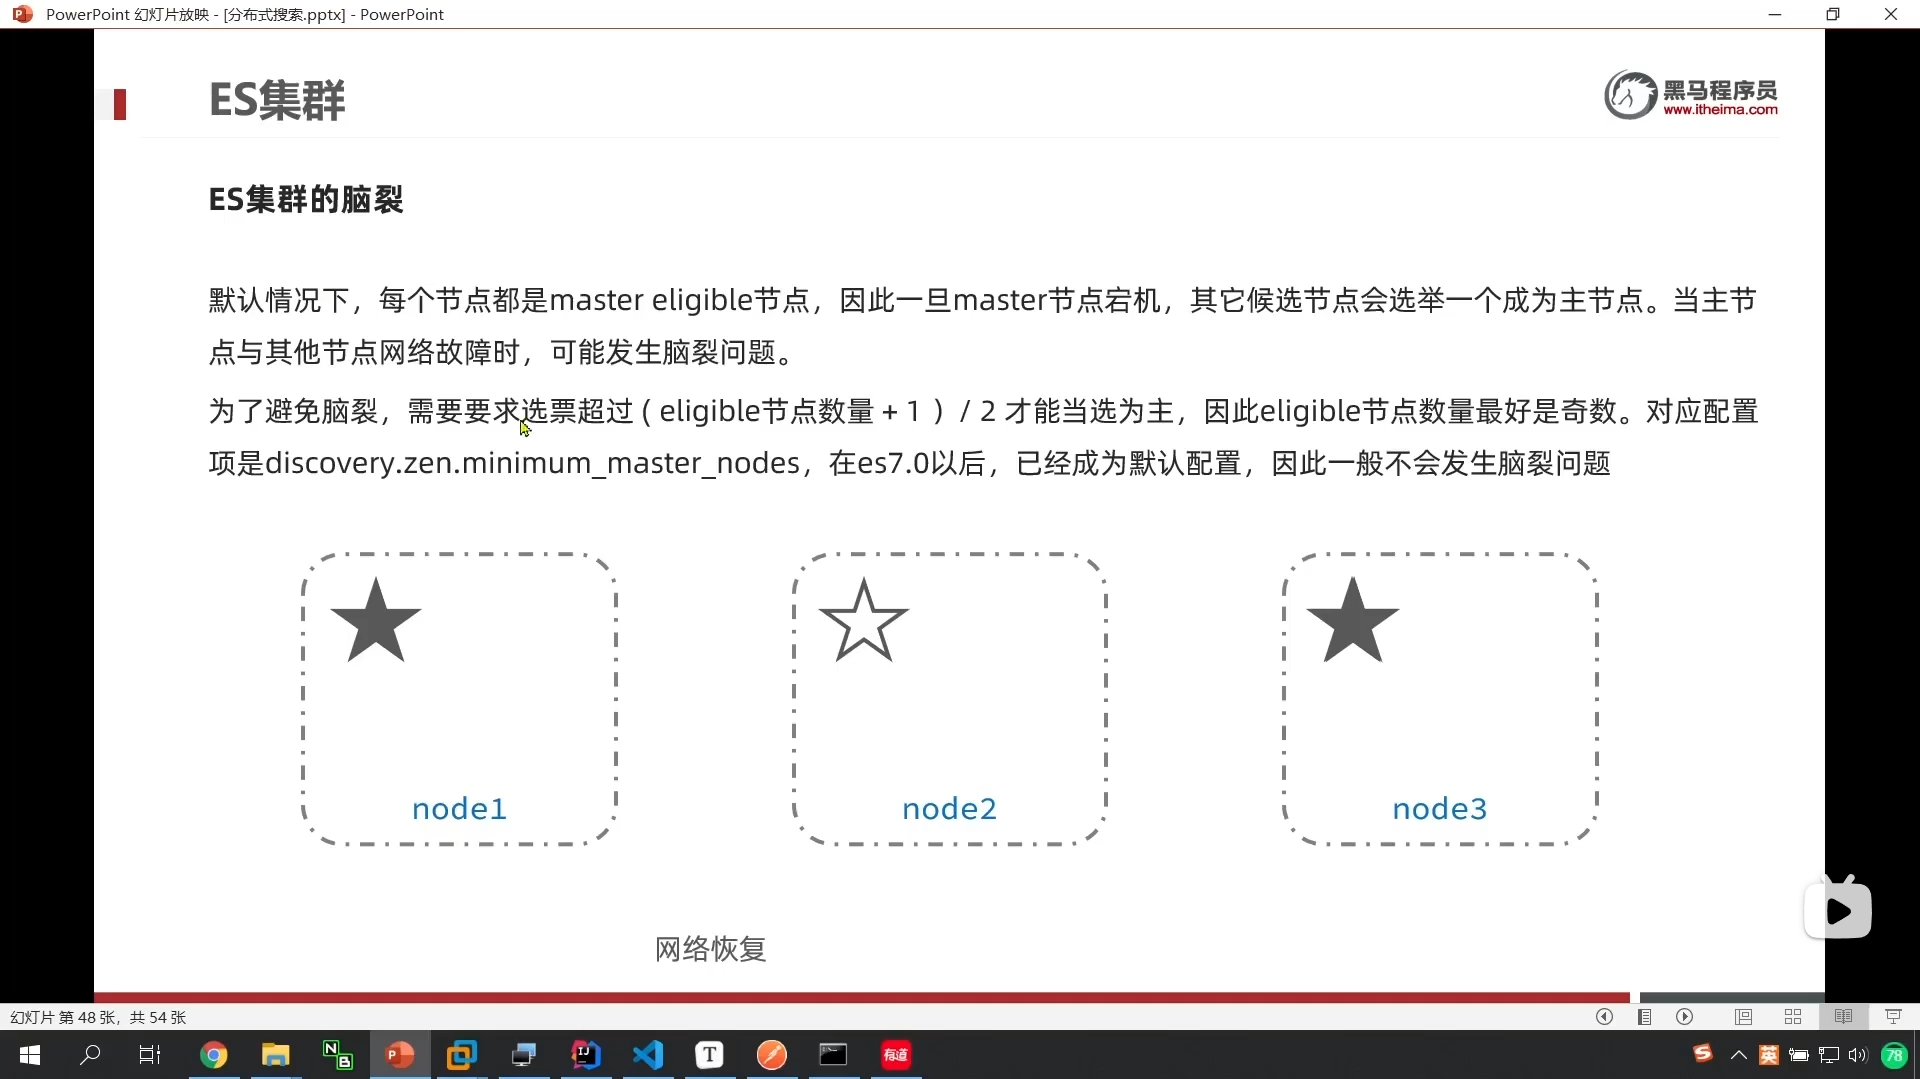 PowerPoint 幻灯片放映 - [分布式搜索.pptx] - PowerPoint
ES集群
黑马程序员
www.itheima.com
ES集群的脑裂
默认情况下，每个节点都是master eligible节点，因此一旦master节点宕机，其它候选节点会选举一个成为主节点。当主节
点与其他节点网络故障时，可能发生脑裂问题。
为了避免脑裂，需要要求选票超过 ( eligible节点数量 + 1 ）/ 2 才能当选为主，因此eligible节点数量最好是奇数。对应配置
项是discovery.zen.minimum_master_nodes，在es7.0以后，已经成为默认配置，因此一般不会发生脑裂问题
node1
node2
node3
网络恢复
幻灯片 第 48 张，共 54 张
N
B
P
IJ
T
有道
S
英
78